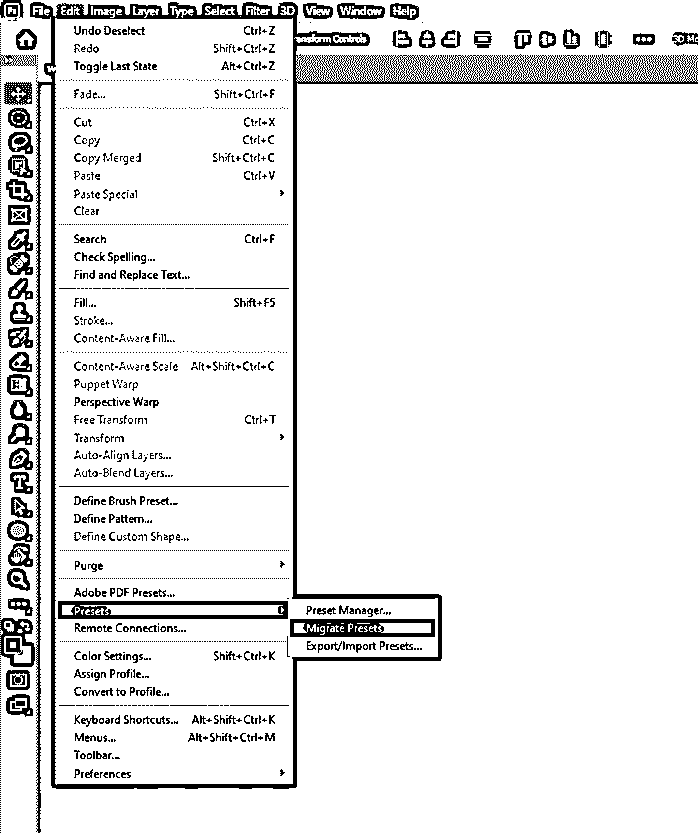 Ps File Edit Image Layer Type Select Filter 3D View Window Help
Transform Controls
3D Mo
Undo Deselect Ctrl+Z
Redo Shift+Ctrl+Z
Toggle Last State Alt+Ctrl+Z
Fade... Shift+Ctrl+F
Cut Ctrl+X
Copy Ctrl+C
Copy Merged Shift+Ctrl+C
Paste Ctrl+V
Paste Special
Clear
Search Ctrl+F
Check Spelling...
Find and Replace Text...
Fill... Shift+F5
Stroke...
Content-Aware Fill...
Content-Aware Scale Alt+Shift+Ctrl+C
Puppet Warp
Perspective Warp
Free Transform Ctrl+T
Transform
Auto-Align Layers...
Auto-Blend Layers...
Define Brush Preset...
Define Pattern...
Define Custom Shape...
Purge
Adobe PDF Presets...
Presets
Preset Manager...
Migrate Presets
Export/Import Presets...
Remote Connections...
Color Settings... Shift+Ctrl+K
Assign Profile...
Convert to Profile...
Keyboard Shortcuts... Alt+Shift+Ctrl+K
Menus... Alt+Shift+Ctrl+M
Toolbar...
Preferences